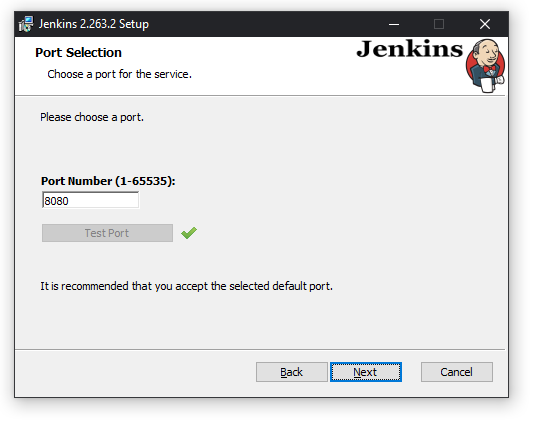 Jenkins 2.263.2 Setup
Port Selection
Jenkins
Choose a port for the service.
Please choose a port.
Port Number (1-65535):
8080
Test Port
It is recommended that you accept the selected default port.
Back Next Cancel